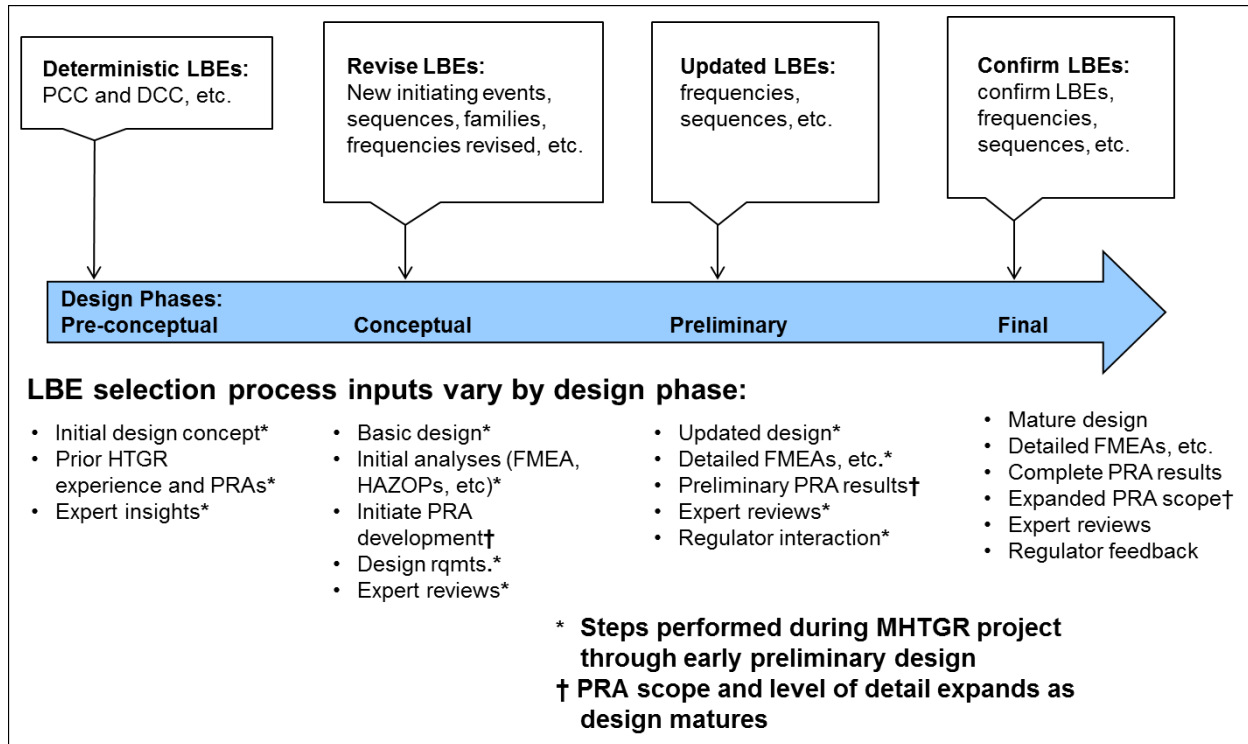 Deterministic LBEs:
PCC and DCC, etc.
Revise LBEs:
New initiating events,
sequences, families,
frequencies revised, etc.
Updated LBEs:
frequencies,
sequences, etc.
Confirm LBEs:
confirm LBEs,
frequencies,
sequences, etc.
Design Phases:
Pre-conceptual
Conceptual
Preliminary
Final
LBE selection process inputs vary by design phase:
• Initial design concept*
• Prior HTGR
experience and PRAs*
• Expert insights*
• Basic design*
• Initial analyses (FMEA,
HAZOPs, etc)*
• Initiate PRA
development†
• Design rqmts.*
• Expert reviews*
• Updated design*
• Detailed FMEAs, etc.*
• Preliminary PRA results†
• Expert reviews*
• Regulator interaction*
• Mature design
• Detailed FMEAs, etc.
• Complete PRA results
• Expanded PRA scope†
• Expert reviews
• Regulator feedback
* Steps performed during MHTGR project
through early preliminary design
† PRA scope and level of detail expands as
design matures